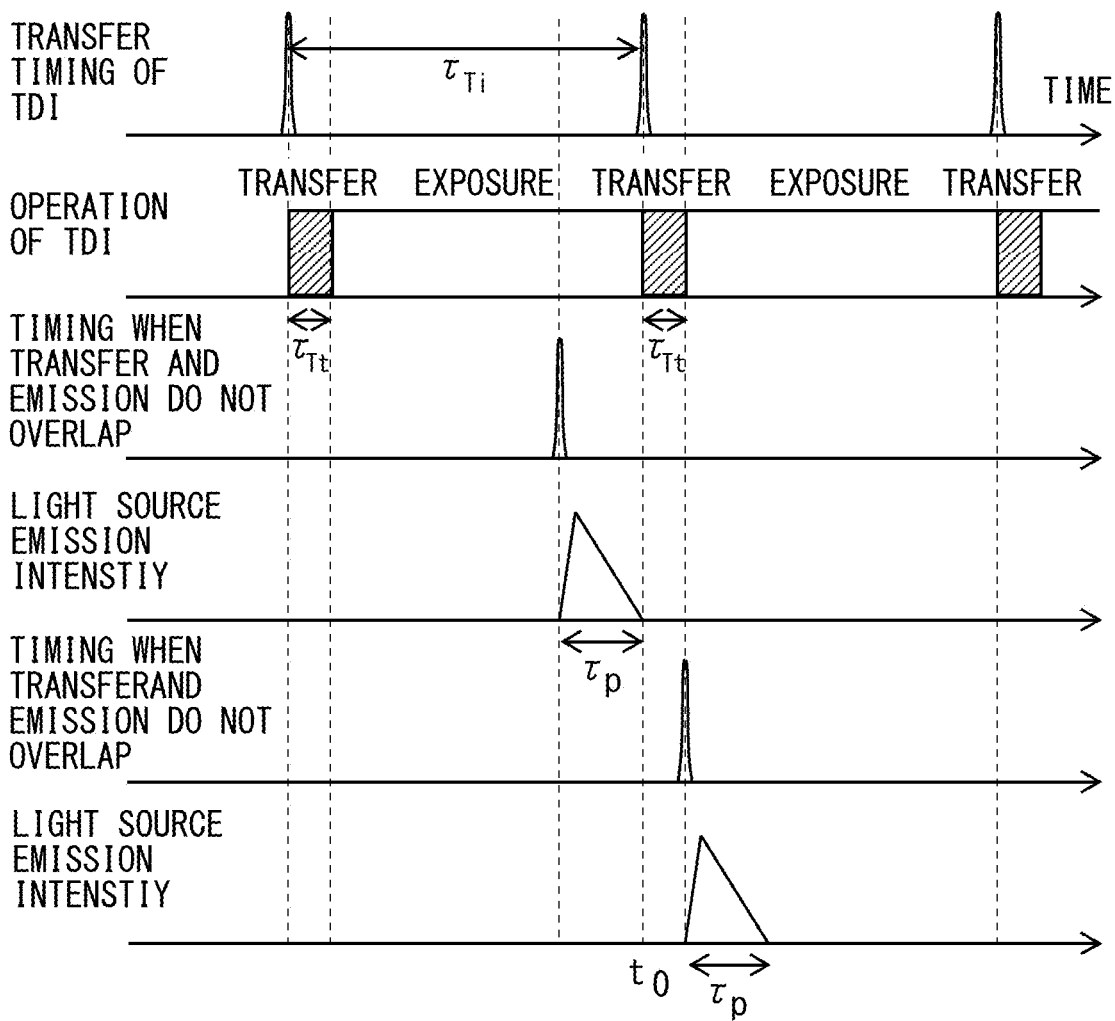 TRANSFER
TIMING OF
TDI
τTi
TIME
TRANSFER EXPOSURE TRANSFER EXPOSURE TRANSFER
OPERATION
OF TDI
τTt τTt
TIMING WHEN
TRANSFER AND
EMISSION DO NOT
OVERLAP
LIGHT SOURCE
EMISSION
INTENSTIY
τp
TIMING WHEN
TRANSFERAND
EMISSION DO NOT
OVERLAP
LIGHT SOURCE
EMISSION
INTENSTIY
t0 τp